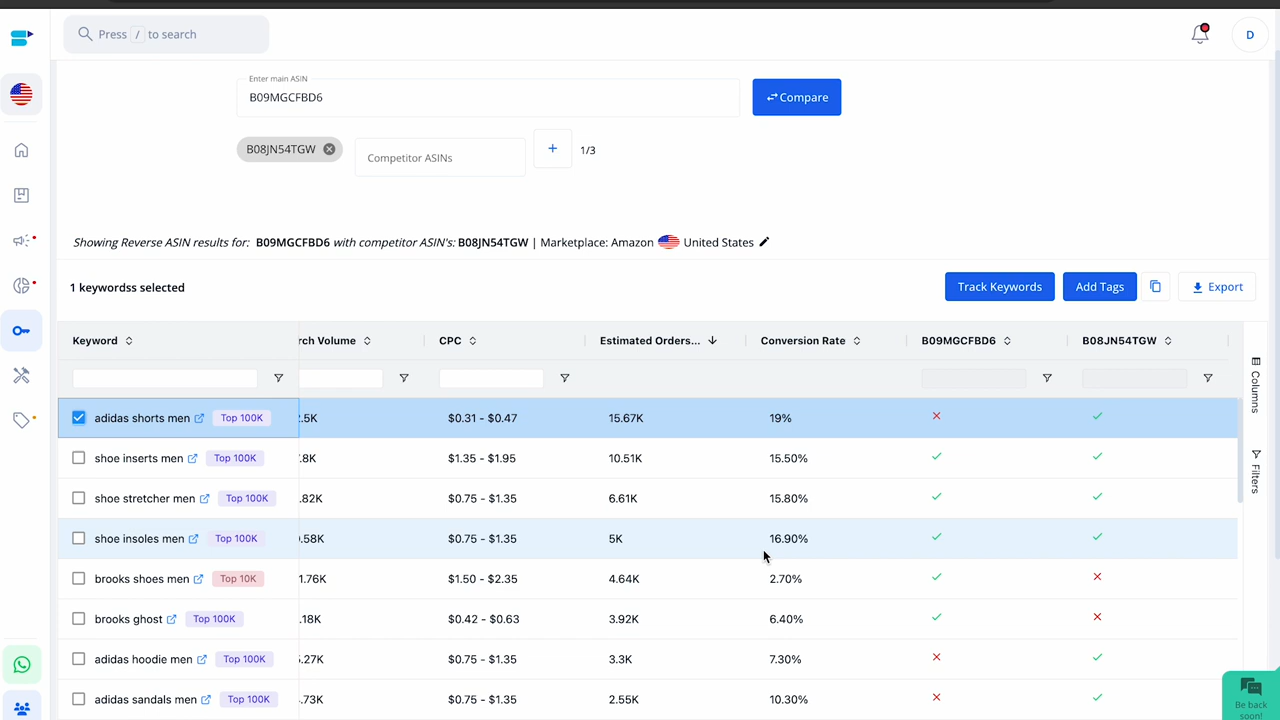 Press / to search
D
Enter main ASIN
B09MGCFBD6
Compare
B08JN54TGW
Competitor ASINs
+
1/3
Showing Reverse ASIN results for: B09MGCFBD6 with competitor ASIN's: B08JN54TGW | Marketplace: Amazon United States
1 keywordss selected
Track Keywords
Add Tags
Export
Keyword
rch Volume
CPC
Estimated Orders...
Conversion Rate
B09MGCFBD6
B08JN54TGW
Columns
Filters
adidas shorts men Top 100K .5K $0.31 - $0.47 15.67K 19%
shoe inserts men Top 100K .8K $1.35 - $1.95 10.51K 15.50%
shoe stretcher men Top 100K .82K $0.75 - $1.35 6.61K 15.80%
shoe insoles men Top 100K .58K $0.75 - $1.35 5K 16.90%
brooks shoes men Top 10K 1.76K $1.50 - $2.35 4.64K 2.70%
brooks ghost Top 100K .18K $0.42 - $0.63 3.92K 6.40%
adidas hoodie men Top 100K .27K $0.75 - $1.35 3.3K 7.30%
adidas sandals men Top 100K .73K $0.75 - $1.35 2.55K 10.30%
Be back
soon!